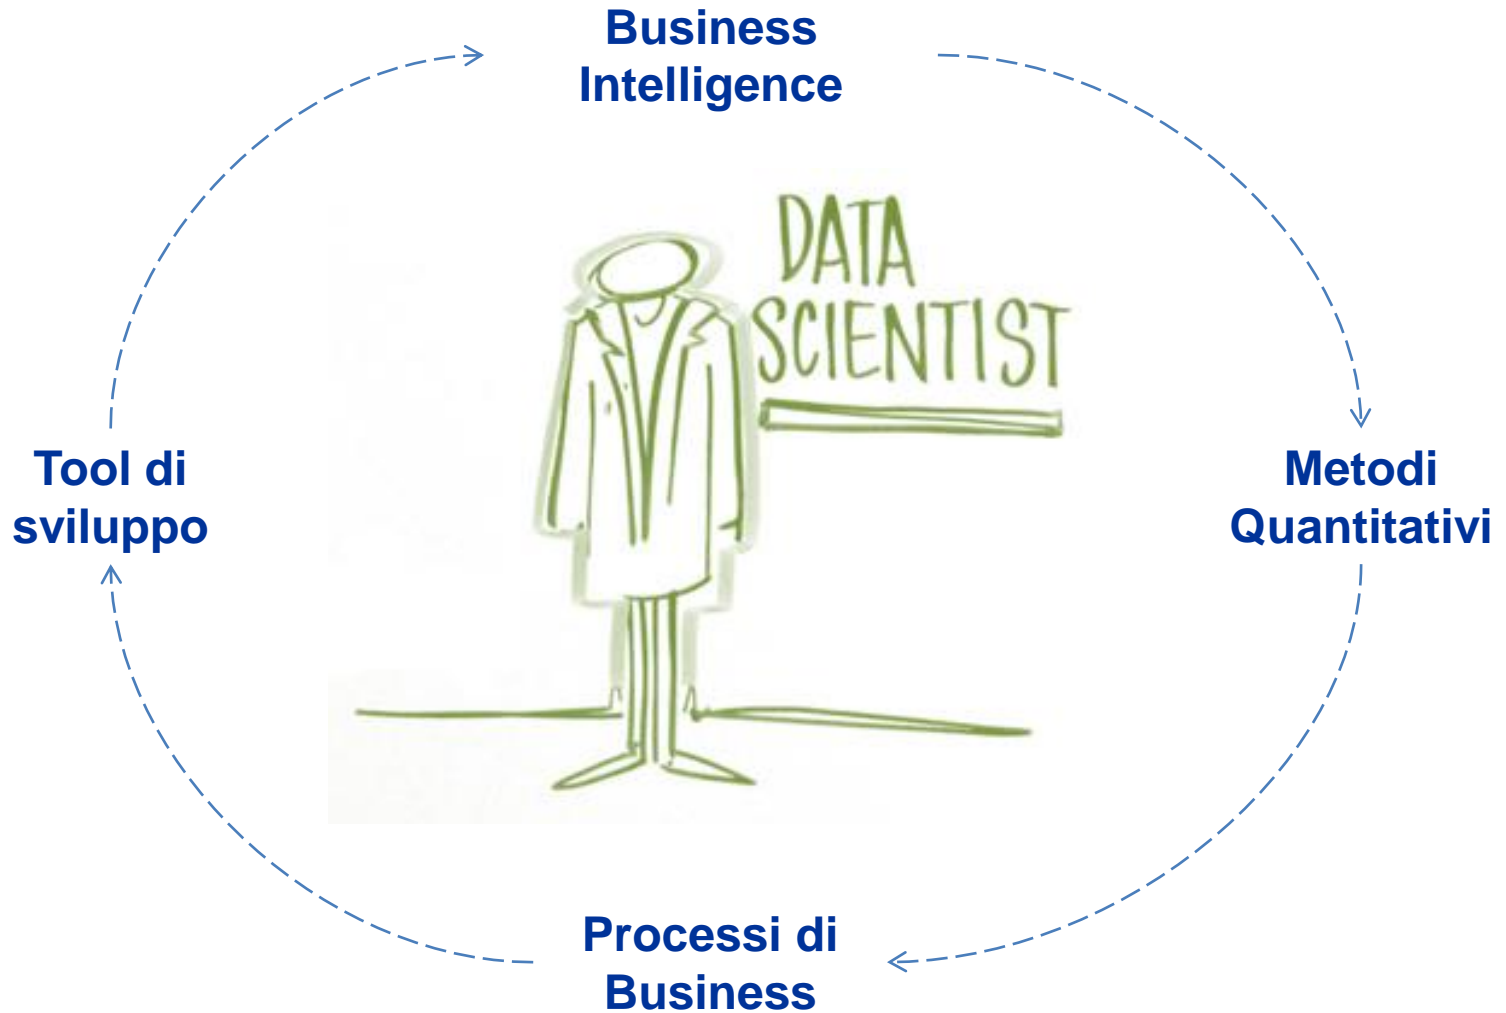 Business
Intelligence
DATA
SCIENTIST
Tool di
sviluppo
Metodi
Quantitativi
Processi di
Business